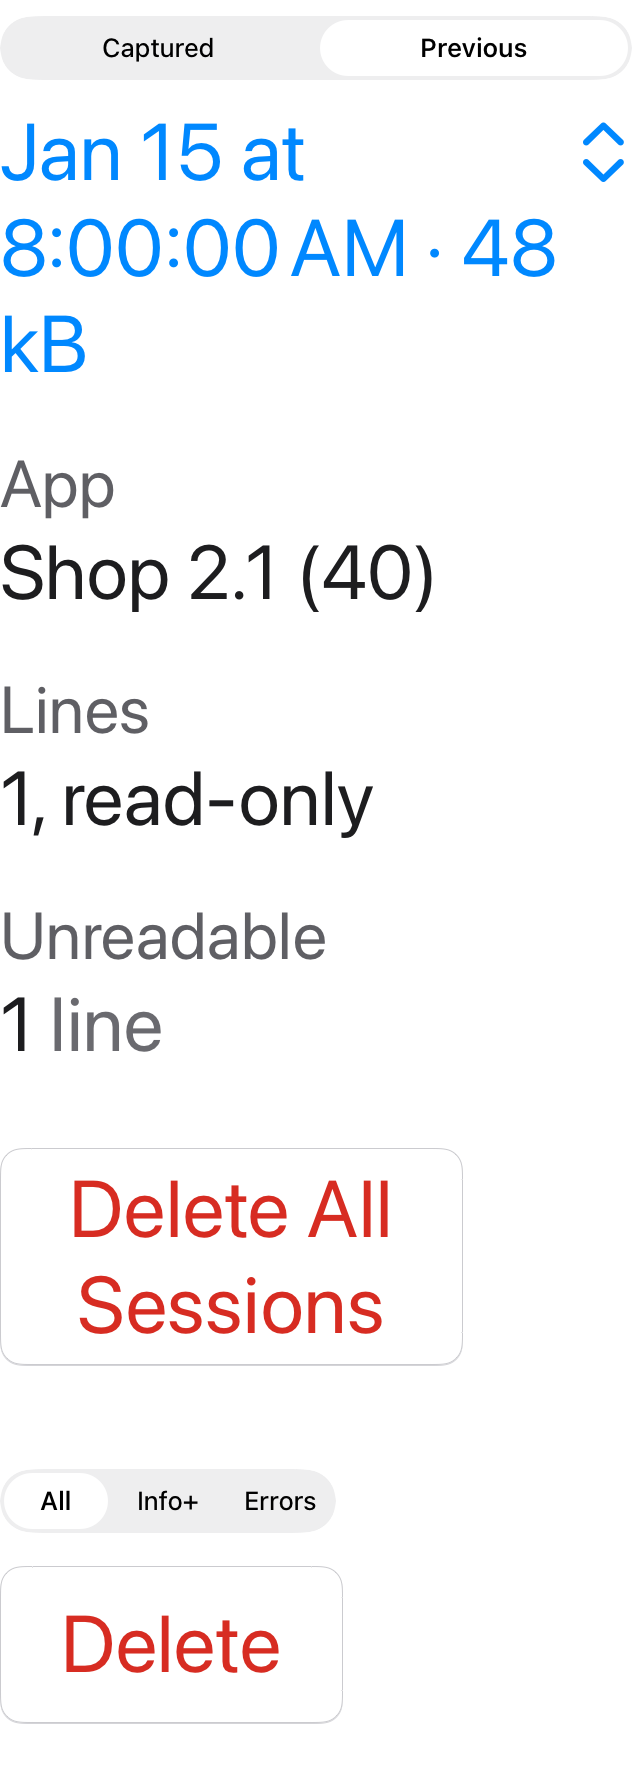 Captured Previous
Jan 15 at
8:00:00 AM · 48
kB
App
Shop 2.1 (40)
Lines
1, read-only
Unreadable
1 line
Delete All
Sessions
All Info+ Errors
Delete